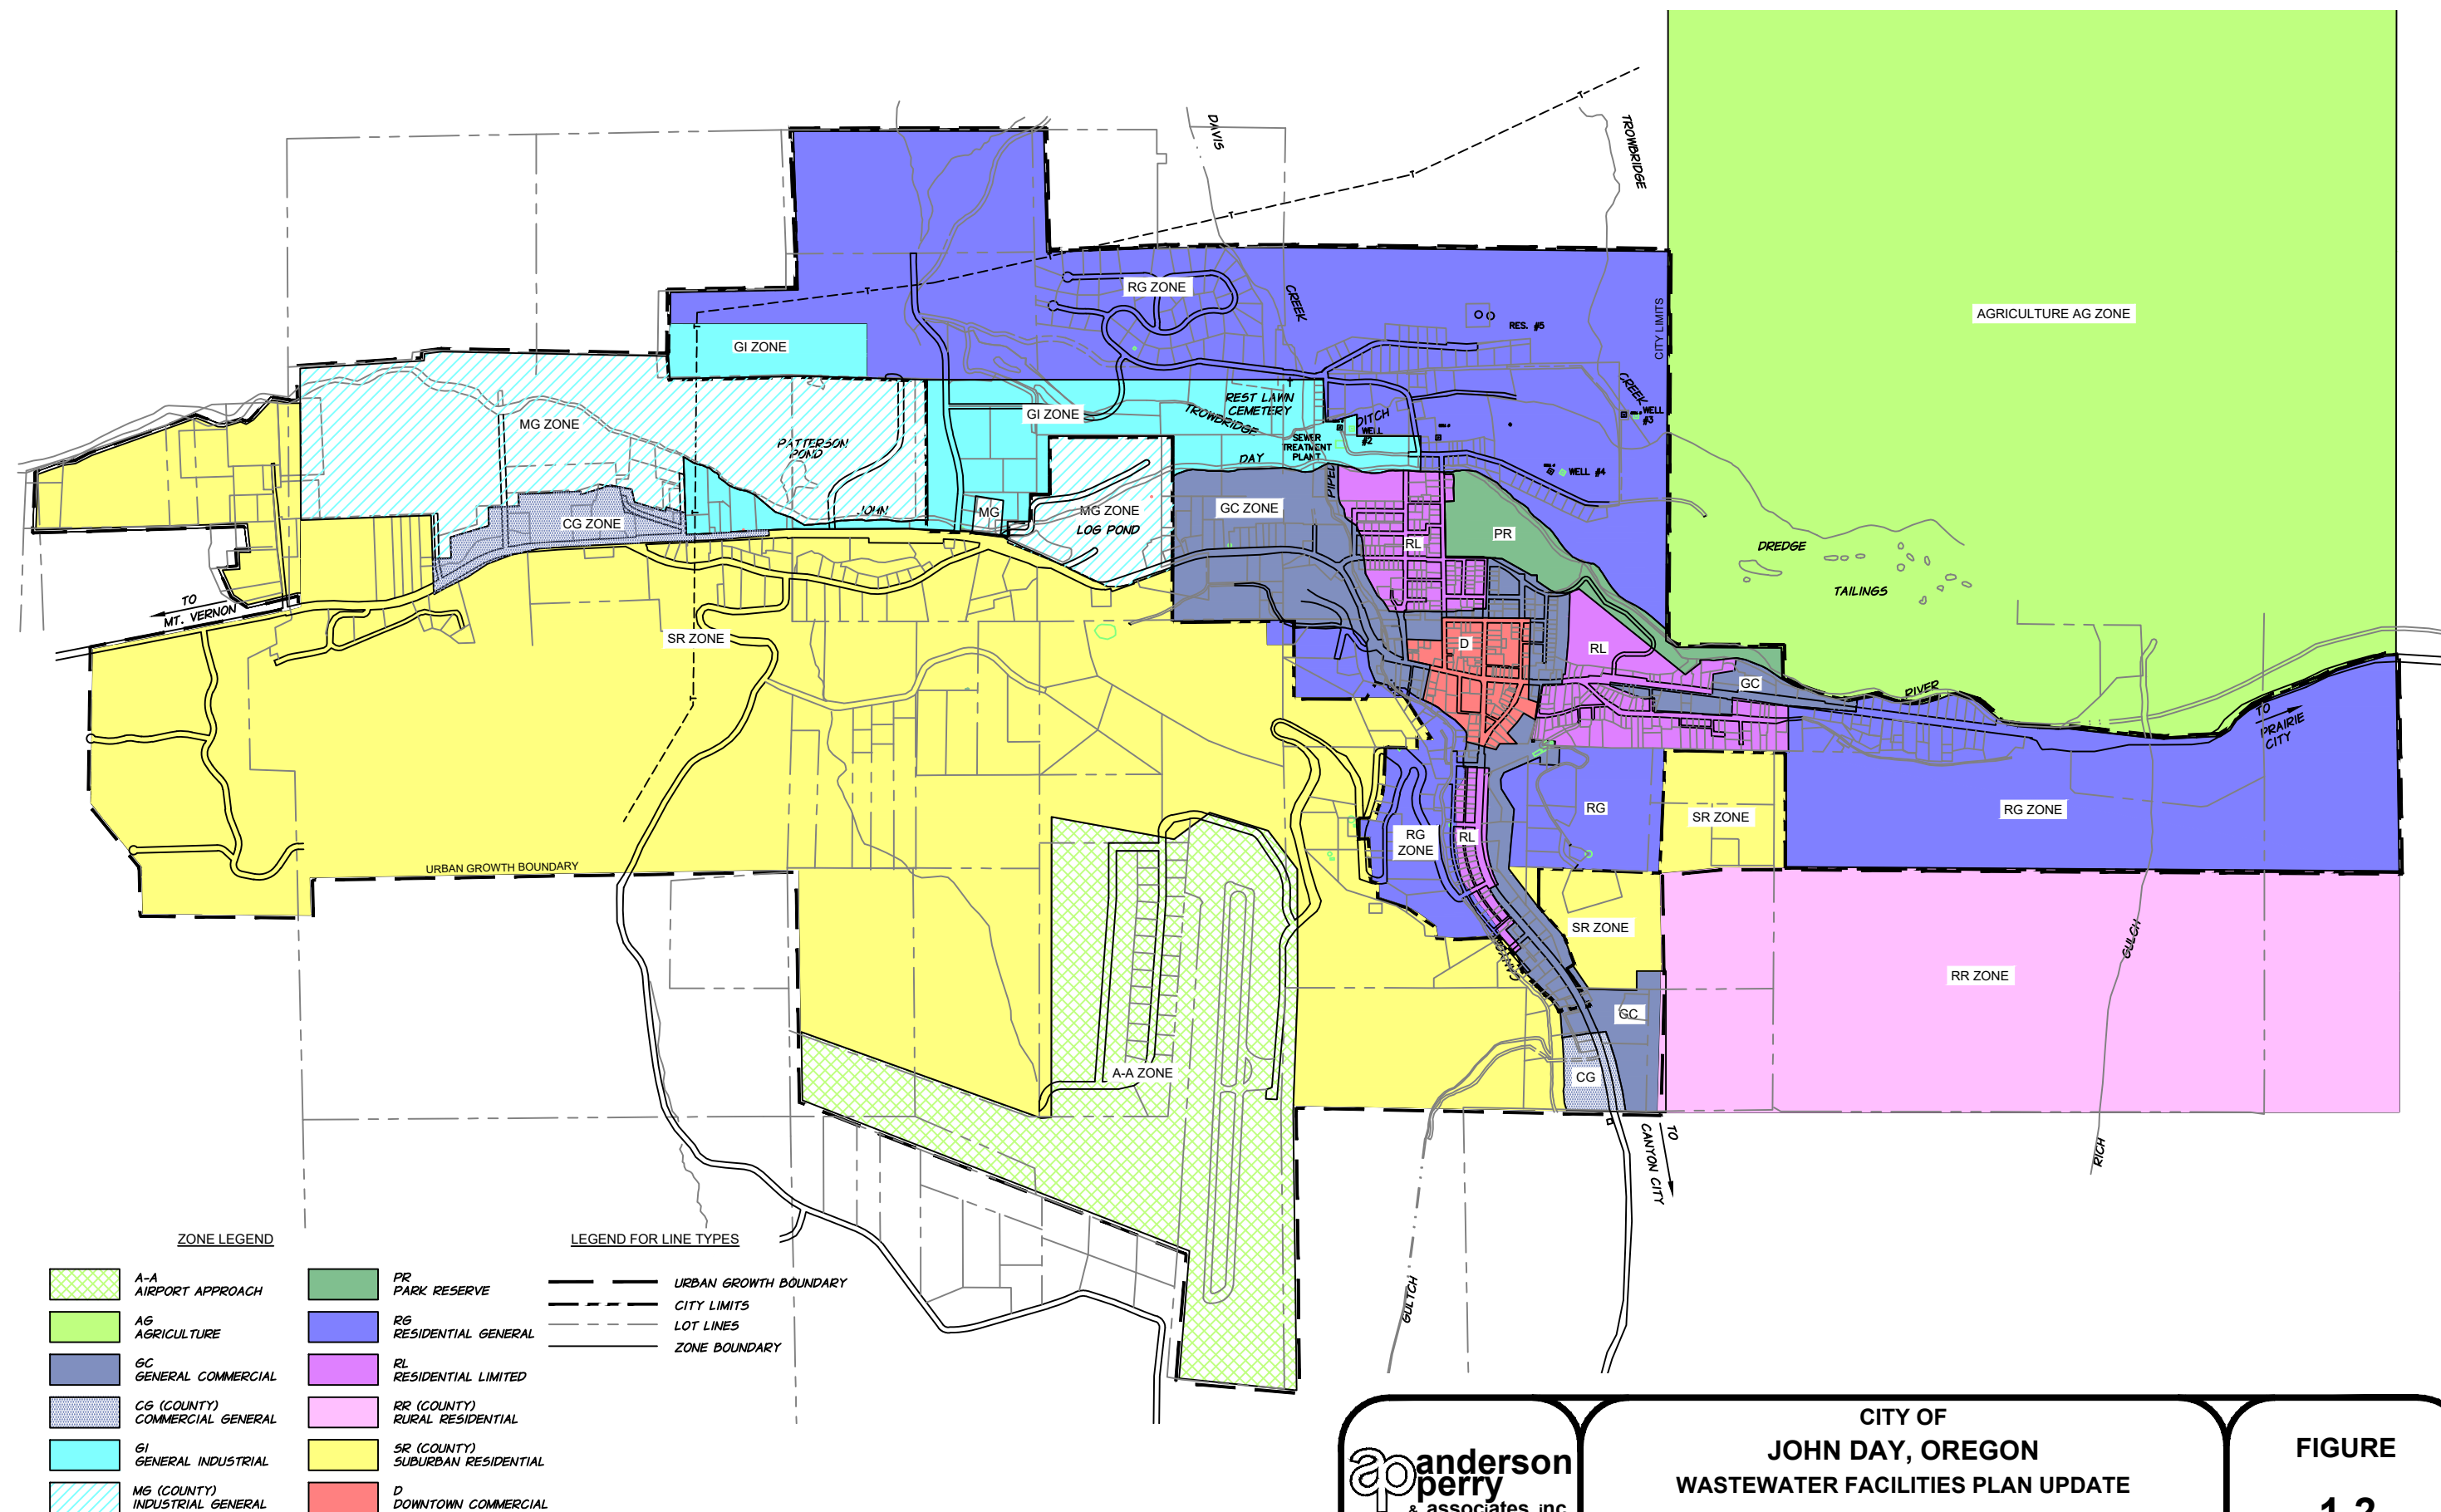 DAVIS
TROWBRIDGE
RG ZONE
CREEK
RES. #5
CITY LIMITS
AGRICULTURE AG ZONE
GI ZONE
CREEK
REST LAWN
CEMETERY
GI ZONE
TROWBRIDGE
DITCH
WELL
#3
MG ZONE
PATTERSON
POND
WELL
#2
SEWER
TREATMENT
PLANT
DAY
WELL #4
MG
JOHN
MG ZONE
LOG POND
GC ZONE
CG ZONE
PR
RL
DREDGE
TAILINGS
TO
MT. VERNON
SR ZONE
D
RL
GC
RIVER
TO
PRAIRIE
CITY
RG
SR ZONE
RG ZONE
RG
ZONE
RL
URBAN GROWTH BOUNDARY
SR ZONE
GULCH
RR ZONE
GC
CG
A-A ZONE
TO
CANYON CITY
RICH
GULTCH
ZONE LEGEND
A-A
AIRPORT APPROACH
AG
AGRICULTURE
GC
GENERAL COMMERCIAL
CG (COUNTY)
COMMERCIAL GENERAL
GI
GENERAL INDUSTRIAL
MG (COUNTY)
INDUSTRIAL GENERAL
PR
PARK RESERVE
RG
RESIDENTIAL GENERAL
RL
RESIDENTIAL LIMITED
RR (COUNTY)
RURAL RESIDENTIAL
SR (COUNTY)
SUBURBAN RESIDENTIAL
D
DOWNTOWN COMMERCIAL
LEGEND FOR LINE TYPES
URBAN GROWTH BOUNDARY
CITY LIMITS
LOT LINES
ZONE BOUNDARY
ap anderson
perry
& associates, inc.
CITY OF
JOHN DAY, OREGON
WASTEWATER FACILITIES PLAN UPDATE
FIGURE
1-2